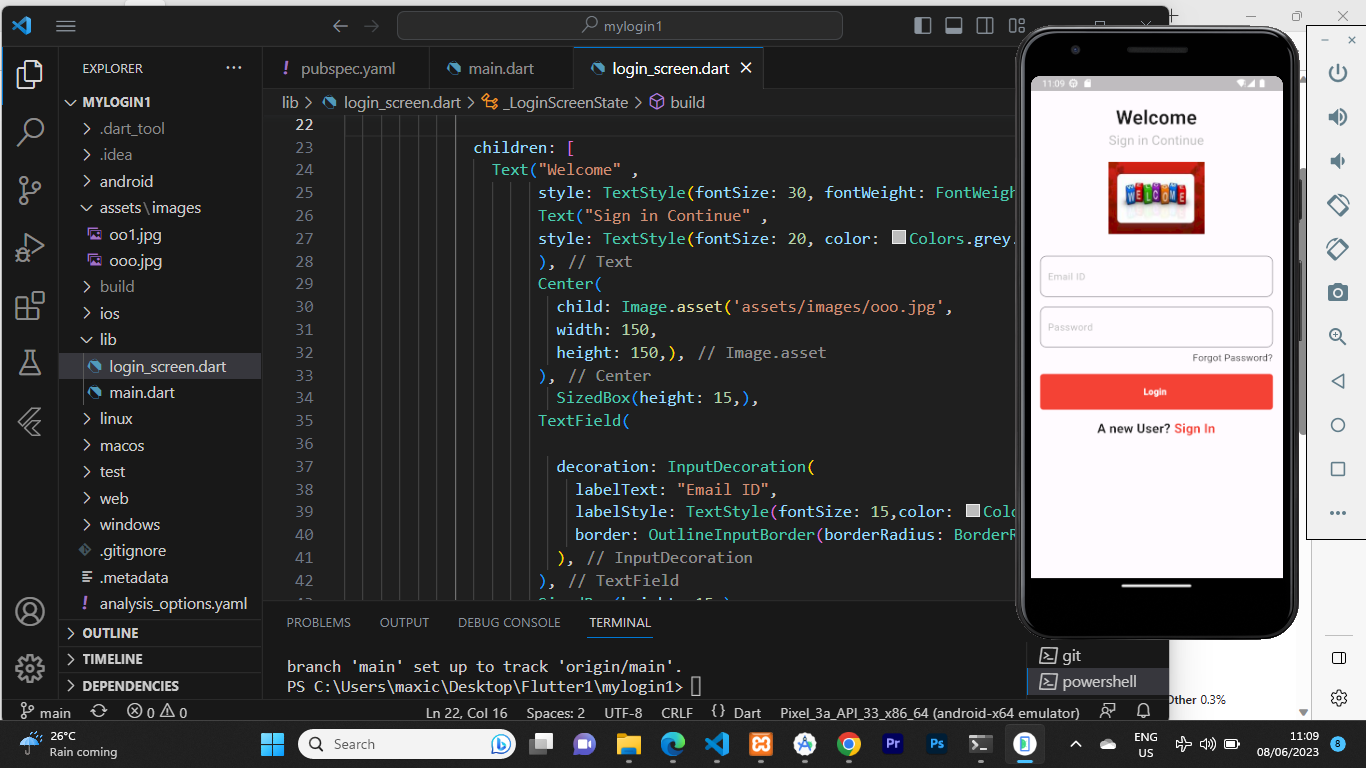 mylogin1
EXPLORER
MYLOGIN1
.dart_tool
.idea
android
assets\images
oo1.jpg
ooo.jpg
build
ios
lib
login_screen.dart
main.dart
linux
macos
test
web
windows
.gitignore
.metadata
! analysis_options.yaml
OUTLINE
TIMELINE
DEPENDENCIES
! pubspec.yaml main.dart login_screen.dart
lib > login_screen.dart > _LoginScreenState > build
22
23 children: [
24 Text("Welcome" ,
25 style: TextStyle(fontSize: 30, fontWeight: FontWeigh
26 Text("Sign in Continue" ,
27 style: TextStyle(fontSize: 20, color: Colors.grey.
28 ), // Text
29 Center(
30 child: Image.asset('assets/images/ooo.jpg',
31 width: 150,
32 height: 150,), // Image.asset
33 ), // Center
34 SizedBox(height: 15,),
35 TextField(
36
37 decoration: InputDecoration(
38 labelText: "Email ID",
39 labelStyle: TextStyle(fontSize: 15,color: Colo
40 border: OutlineInputBorder(borderRadius: BorderR
41 ), // InputDecoration
42 ), // TextField
PROBLEMS OUTPUT DEBUG CONSOLE TERMINAL
branch 'main' set up to track 'origin/main'.
PS C:\Users\maxic\Desktop\Flutter1\mylogin1>
git
powershell
main 0 0 Ln 22, Col 16 Spaces: 2 UTF-8 CRLF {} Dart Pixel_3a_API_33_x86_64 (android-x64 emulator)
11:09
Welcome
Sign in Continue
WELCOME
Email ID
Password
Forgot Password?
Login
A new User? Sign In
Other 0.3%
26°C
Rain coming
Search
Pr
Ps
ENG
US
11:09
08/06/2023
8